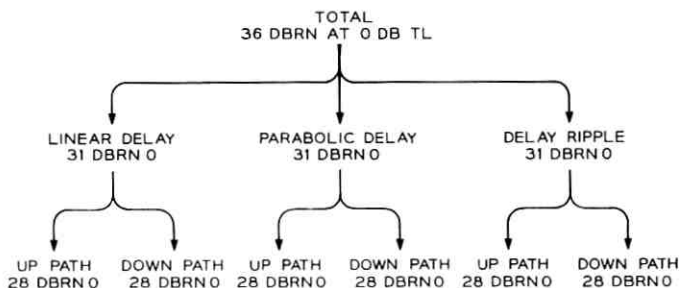 TOTAL
36 DBRN AT 0 DB TL
LINEAR DELAY
31 DBRN 0
PARABOLIC DELAY
31 DBRN 0
DELAY RIPPLE
31 DBRN 0
UP PATH
28 DBRN 0
DOWN PATH
28 DBRN 0
UP PATH
28 DBRN 0
DOWN PATH
28 DBRN 0
UP PATH
28 DBRN 0
DOWN PATH
28 DBRN 0